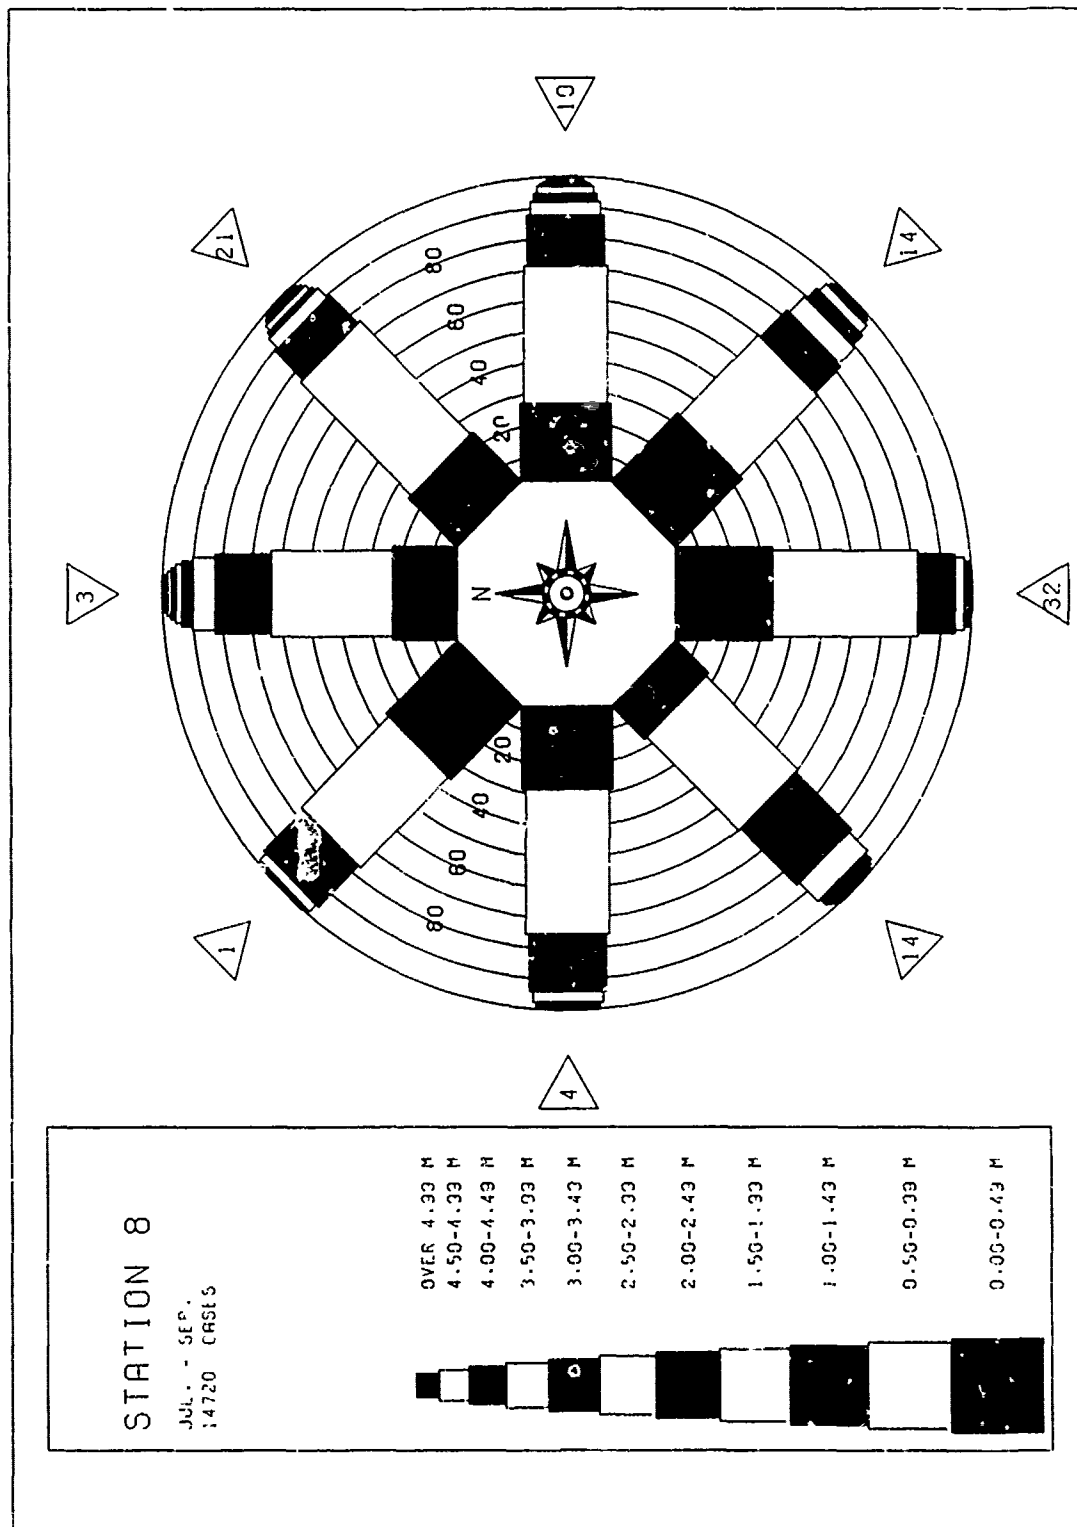 STATION 8
JUL. - SEP.
14720 CASES
OVER 4.99 M
4.50-4.99 M
4.00-4.49 M
3.50-3.99 M
3.00-3.49 M
2.50-2.99 M
2.00-2.49 M
1.50-1.99 M
1.00-1.49 M
0.50-0.99 M
0.00-0.49 M
N
3
21
10
14
32
14
4
1
20
40
60
80
20
40
60
80